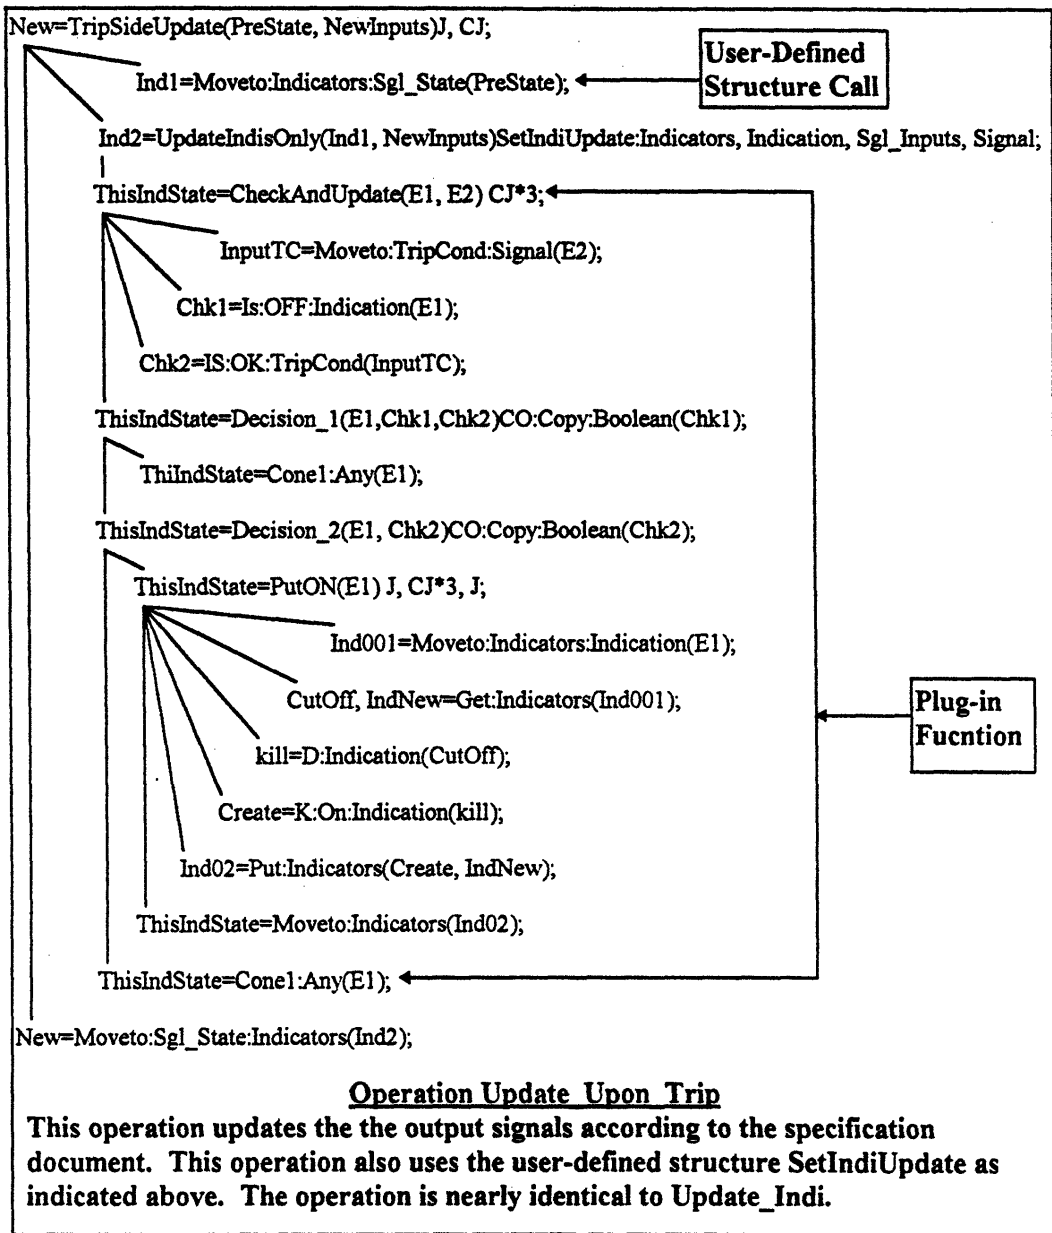 New=TripSideUpdate(PreState, NewInputs)J, CJ;
User-Defined
Structure Call
Ind1=Moveto:Indicators:Sgl_State(PreState);
Ind2=UpdateIndisOnly(Ind1, NewInputs)SetIndiUpdate:Indicators, Indication, Sgl_Inputs, Signal;
ThisIndState=CheckAndUpdate(E1, E2) CJ*3;
InputTC=Moveto:TripCond:Signal(E2);
Chk1=Is:OFF:Indication(E1);
Chk2=IS:OK:TripCond(InputTC);
ThisIndState=Decision_1(E1,Chk1,Chk2)CO:Copy:Boolean(Chk1);
ThiIndState=Cone1:Any(E1);
ThisIndState=Decision_2(E1, Chk2)CO:Copy:Boolean(Chk2);
ThisIndState=PutON(E1) J, CJ*3, J;
Ind001=Moveto:Indicators:Indication(E1);
CutOff, IndNew=Get:Indicators(Ind001);
Plug-in
Fucntion
kill=D:Indication(CutOff);
Create=K:On:Indication(kill);
Ind02=Put:Indicators(Create, IndNew);
ThisIndState=Moveto:Indicators(Ind02);
ThisIndState=Cone1:Any(E1);
New=Moveto:Sgl_State:Indicators(Ind2);
Operation Update_Upon_Trip
This operation updates the the output signals according to the specification
document. This operation also uses the user-defined structure SetIndiUpdate as
indicated above. The operation is nearly identical to Update_Indi.